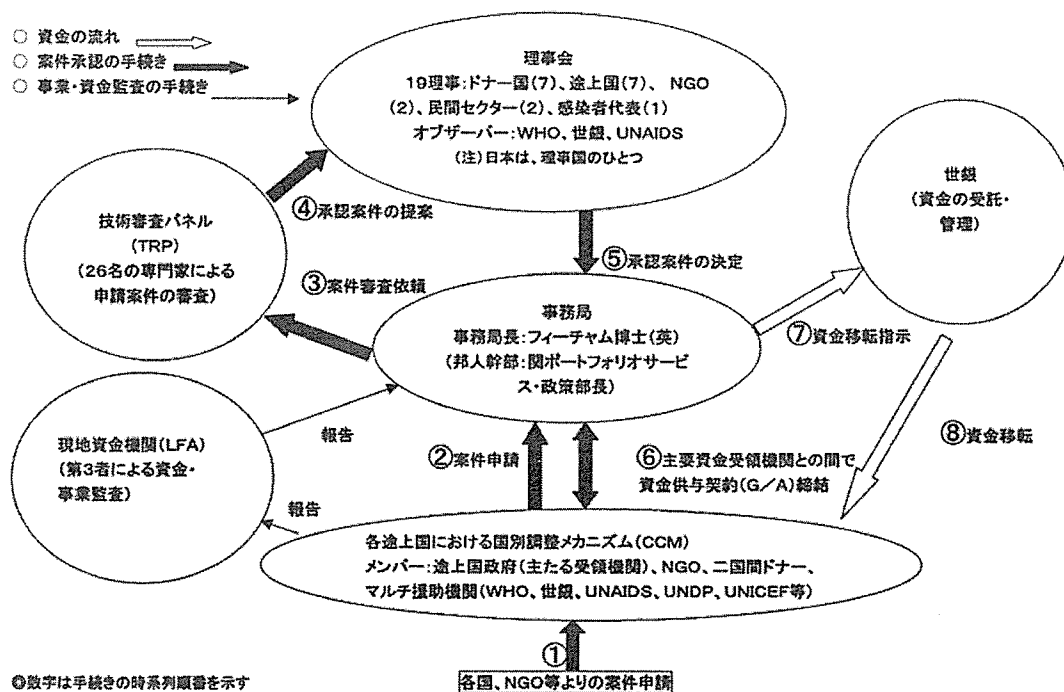 ○ 資金の流れ
○ 案件承認の手続き
○ 事業・資金監査の手続き
理事会
19理事:ドナー国(7)、途上国(7)、 NGO
(2)、民間セクター(2)、感染者代表(1)
オブザーバー:WHO、世銀、UNAIDS
(注)日本は、理事国のひとつ
世銀
(資金の受託・
管理)
技術審査パネル
(TRP)
(26名の専門家による
申請案件の審査)
④承認案件の提案
⑤承認案件の決定
③案件審査依頼
事務局
事務局長:フィーチャム博士(英)
(邦人幹部:関ポートフォリオサービ
ス・政策部長)
⑦資金移転指示
現地資金機関(LFA)
(第3者による資金・
事業監査)
報告
報告
②案件申請
⑥主要資金受領機関との間で
資金供与契約(G/A)締結
⑧資金移転
各途上国における国別調整メカニズム(CCM)
メンバー:途上国政府(主たる受領機関)、NGO、二国間ドナー、
マルチ援助機関(WHO、世銀、UNAIDS、UNDP、UNICEF等)
①
各国、NGO等よりの案件申請
◎数字は手続きの時系列順番を示す